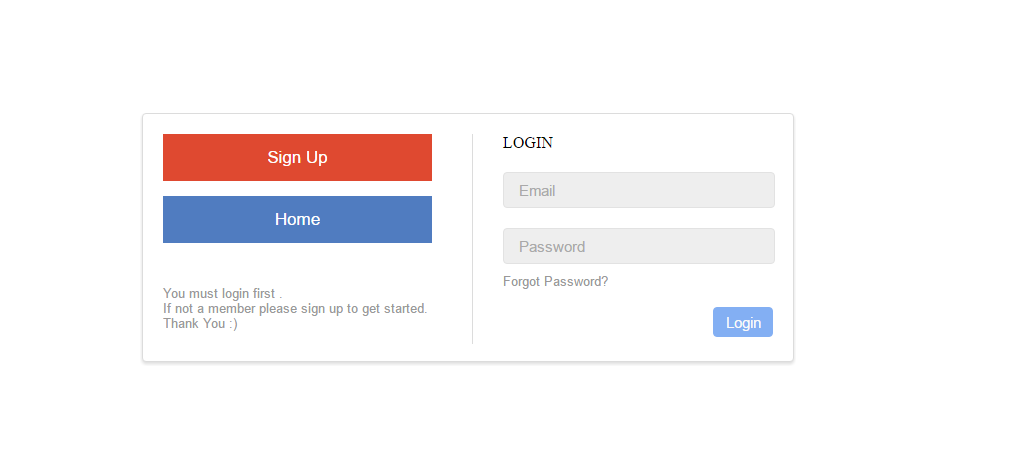 Sign Up
Home
You must login first .
If not a member please sign up to get started.
Thank You :)
LOGIN
Email
Password
Forgot Password?
Login